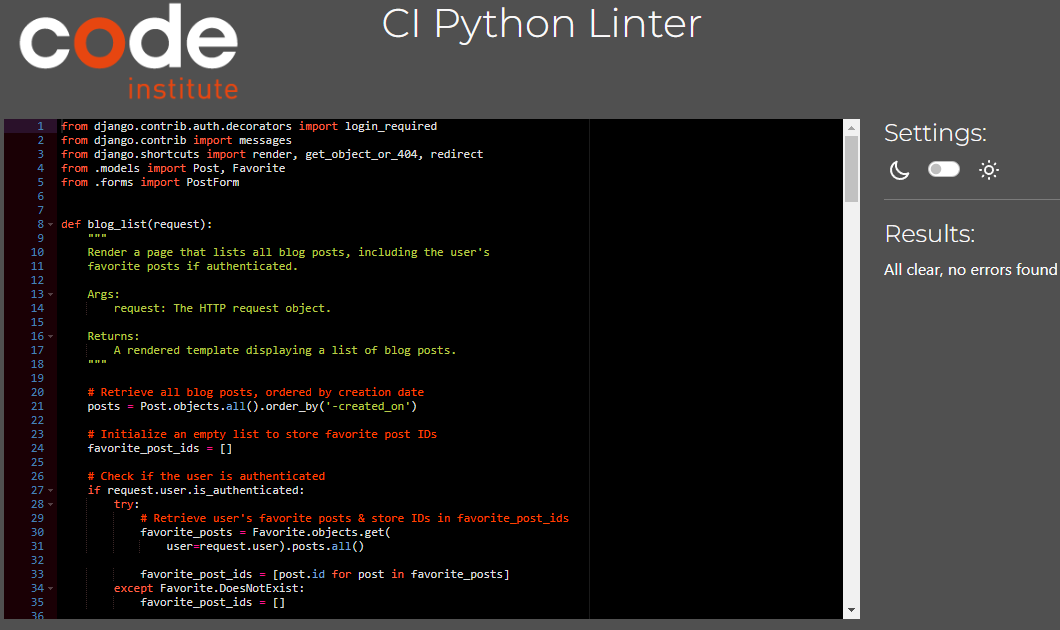 code
institute
CI Python Linter
1 from django.contrib.auth.decorators import login_required
2 from django.contrib import messages
3 from django.shortcuts import render, get_object_or_404, redirect
4 from .models import Post, Favorite
5 from .forms import PostForm
6
7
8 def blog_list(request):
9     """
10     Render a page that lists all blog posts, including the user's
11     favorite posts if authenticated.
12
13     Args:
14         request: The HTTP request object.
15
16     Returns:
17         A rendered template displaying a list of blog posts.
18     """
19
20     # Retrieve all blog posts, ordered by creation date
21     posts = Post.objects.all().order_by('-created_on')
22
23     # Initialize an empty list to store favorite post IDs
24     favorite_post_ids = []
25
26     # Check if the user is authenticated
27     if request.user.is_authenticated:
28         try:
29             # Retrieve user's favorite posts & store IDs in favorite_post_ids
30             favorite_posts = Favorite.objects.get(
31                 user=request.user).posts.all()
32
33             favorite_post_ids = [post.id for post in favorite_posts]
34         except Favorite.DoesNotExist:
35             favorite_post_ids = []
36
Settings:
Results:
All clear, no errors found